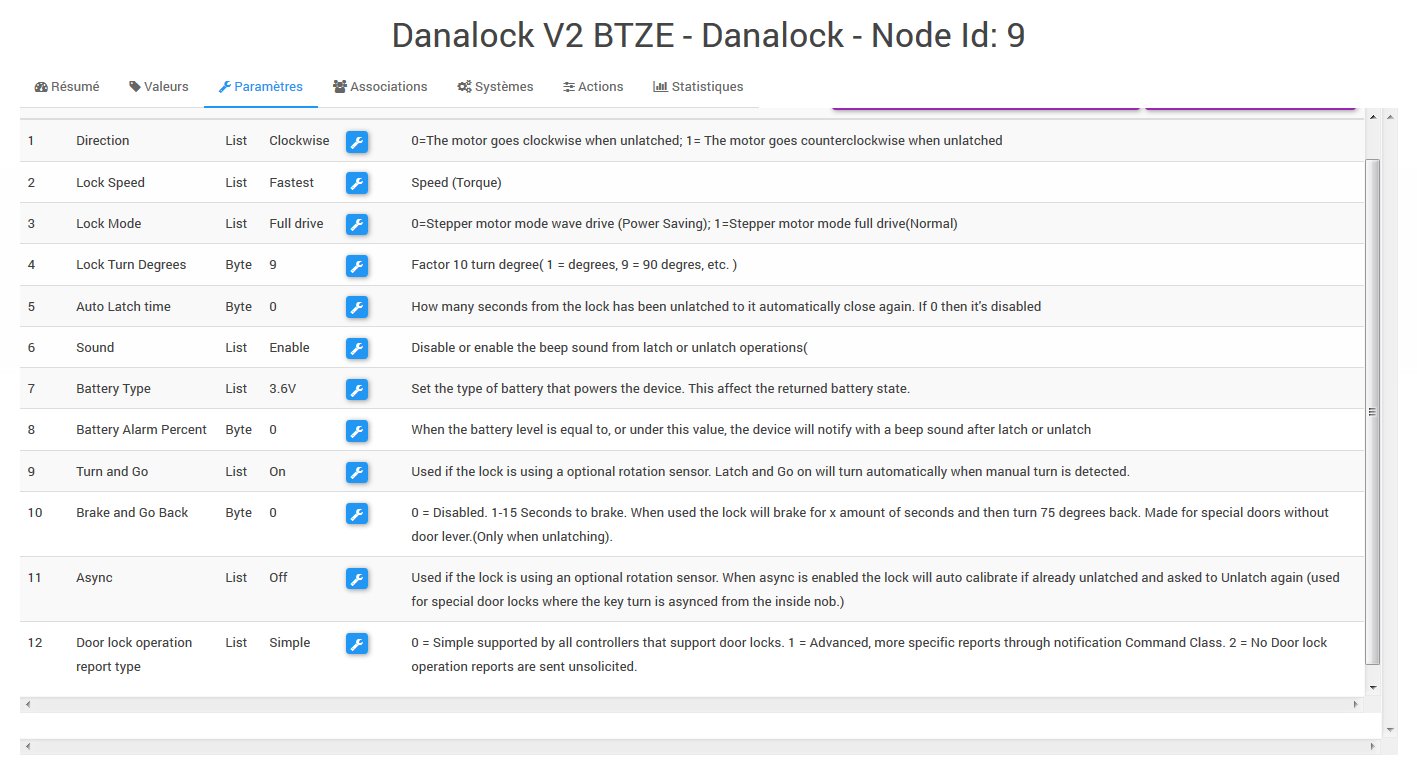 Danalock V2 BTZE - Danalock - Node Id: 9
Résumé Valeurs Paramètres Associations Systèmes Actions Statistiques
1 Direction List Clockwise 0=The motor goes clockwise when unlatched; 1= The motor goes counterclockwise when unlatched
2 Lock Speed List Fastest Speed (Torque)
3 Lock Mode List Full drive 0=Stepper motor mode wave drive (Power Saving); 1=Stepper motor mode full drive(Normal)
4 Lock Turn Degrees Byte 9 Factor 10 turn degree( 1 = degrees, 9 = 90 degres, etc. )
5 Auto Latch time Byte 0 How many seconds from the lock has been unlatched to it automatically close again. If 0 then it's disabled
6 Sound List Enable Disable or enable the beep sound from latch or unlatch operations(
7 Battery Type List 3.6V Set the type of battery that powers the device. This affect the returned battery state.
8 Battery Alarm Percent Byte 0 When the battery level is equal to, or under this value, the device will notify with a beep sound after latch or unlatch
9 Turn and Go List On Used if the lock is using a optional rotation sensor. Latch and Go on will turn automatically when manual turn is detected.
10 Brake and Go Back Byte 0 0 = Disabled. 1-15 Seconds to brake. When used the lock will brake for x amount of seconds and then turn 75 degrees back. Made for special doors without
door lever.(Only when unlatching).
11 Async List Off Used if the lock is using an optional rotation sensor. When async is enabled the lock will auto calibrate if already unlatched and asked to Unlatch again (used
for special door locks where the key turn is asynced from the inside nob.)
12 Door lock operation List Simple 0 = Simple supported by all controllers that support door locks. 1 = Advanced, more specific reports through notification Command Class. 2 = No Door lock
report type operation reports are sent unsolicited.